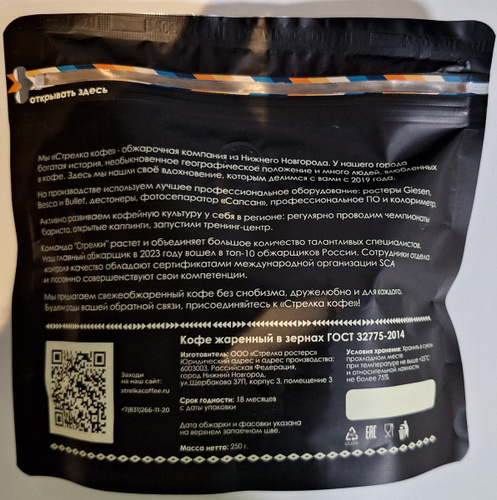 открывать здесь
Мы «Стрелка кофе» - обжарочная компания из Нижнего Новгорода. У нашего города
богатая история, необыкновенное географическое положение и много людей, влюбленных
в кофе. Здесь мы нашли своё вдохновение, которым делимся с вами с 2019 года.
На производстве используем лучшее профессиональное оборудование: ростеры Giesen,
Besca и Bullet, дестонеры, фотосепаратор «Сапсан», профессиональное ПО и колориметр.
Активно развиваем кофейную культуру у себя в регионе: регулярно проводим чемпионаты
бариста, открытые каппинги, запустили тренинг-центр.
Команда "Стрелки" растет и объединяет большое количество талантливых специалистов.
Наш главный обжарщик в 2023 году вошел в топ-10 обжарщиков России. Сотрудники отдела
контроля качества обладают сертификатами международной организации SCA
и постоянно совершенствуют свои компетенции.
Мы предлагаем свежеобжаренный кофе без снобизма, дружелюбно и для каждого.
Будем рады вашей обратной связи, присоединяйтесь к «Стрелка кофе»!
Кофе жаренный в зернах ГОСТ 32775-2014
Заходи
на наш сайт:
strelkacoffee.ru
+7(831)266-11-20
Изготовитель: ООО «Стрелка ростерс»
Юридический адрес и адрес производства:
603003, Российская Федерация,
город Нижний Новгород,
ул.Щербакова 37Л, корпус 3, помещение 3
Срок годности: 18 месяцев
с даты упаковки
Дата обжарки и фасовки указана
на верхнем запаечном шве.
Масса нетто: 250 г.
Условия хранения: Хранить в сухом
прохладном месте
при температуре не выше +25°С
и относительной влажности
не более 75%
EAC